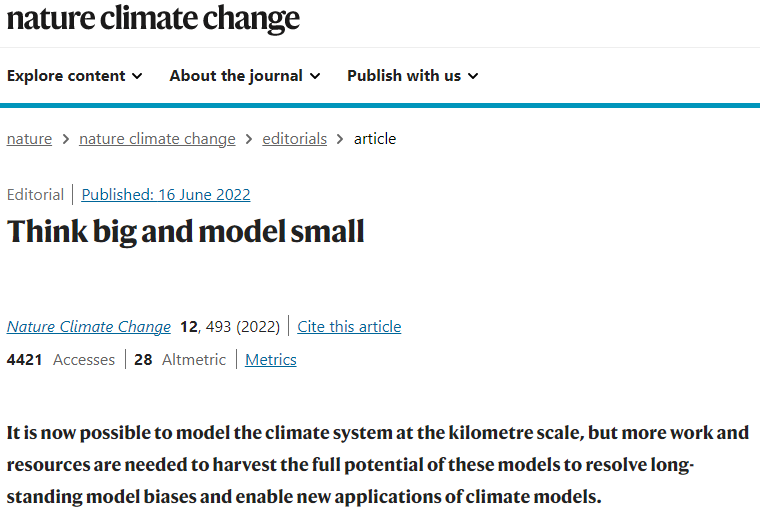 nature climate change
Explore content About the journal Publish with us
nature > nature climate change > editorials > article
Editorial | Published: 16 June 2022
Think big and model small
Nature Climate Change 12, 493 (2022) | Cite this article
4421 Accesses | 28 Altmetric | Metrics
It is now possible to model the climate system at the kilometre scale, but more work and
resources are needed to harvest the full potential of these models to resolve long-
standing model biases and enable new applications of climate models.